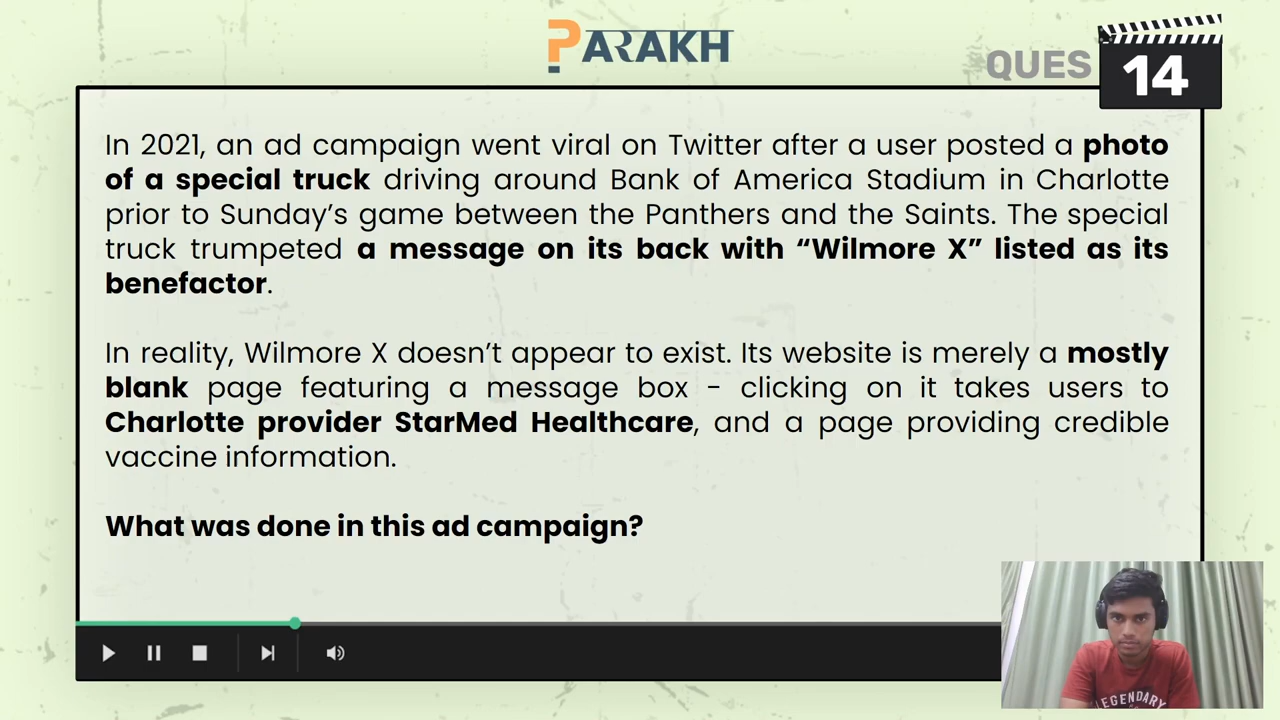 PARAKH
QUES
14
In 2021, an ad campaign went viral on Twitter after a user posted a photo
of a special truck driving around Bank of America Stadium in Charlotte
prior to Sunday’s game between the Panthers and the Saints. The special
truck trumpeted a message on its back with “Wilmore X” listed as its
benefactor.
In reality, Wilmore X doesn’t appear to exist. Its website is merely a mostly
blank page featuring a message box - clicking on it takes users to
Charlotte provider StarMed Healthcare, and a page providing credible
vaccine information.
What was done in this ad campaign?
LEGENDARY